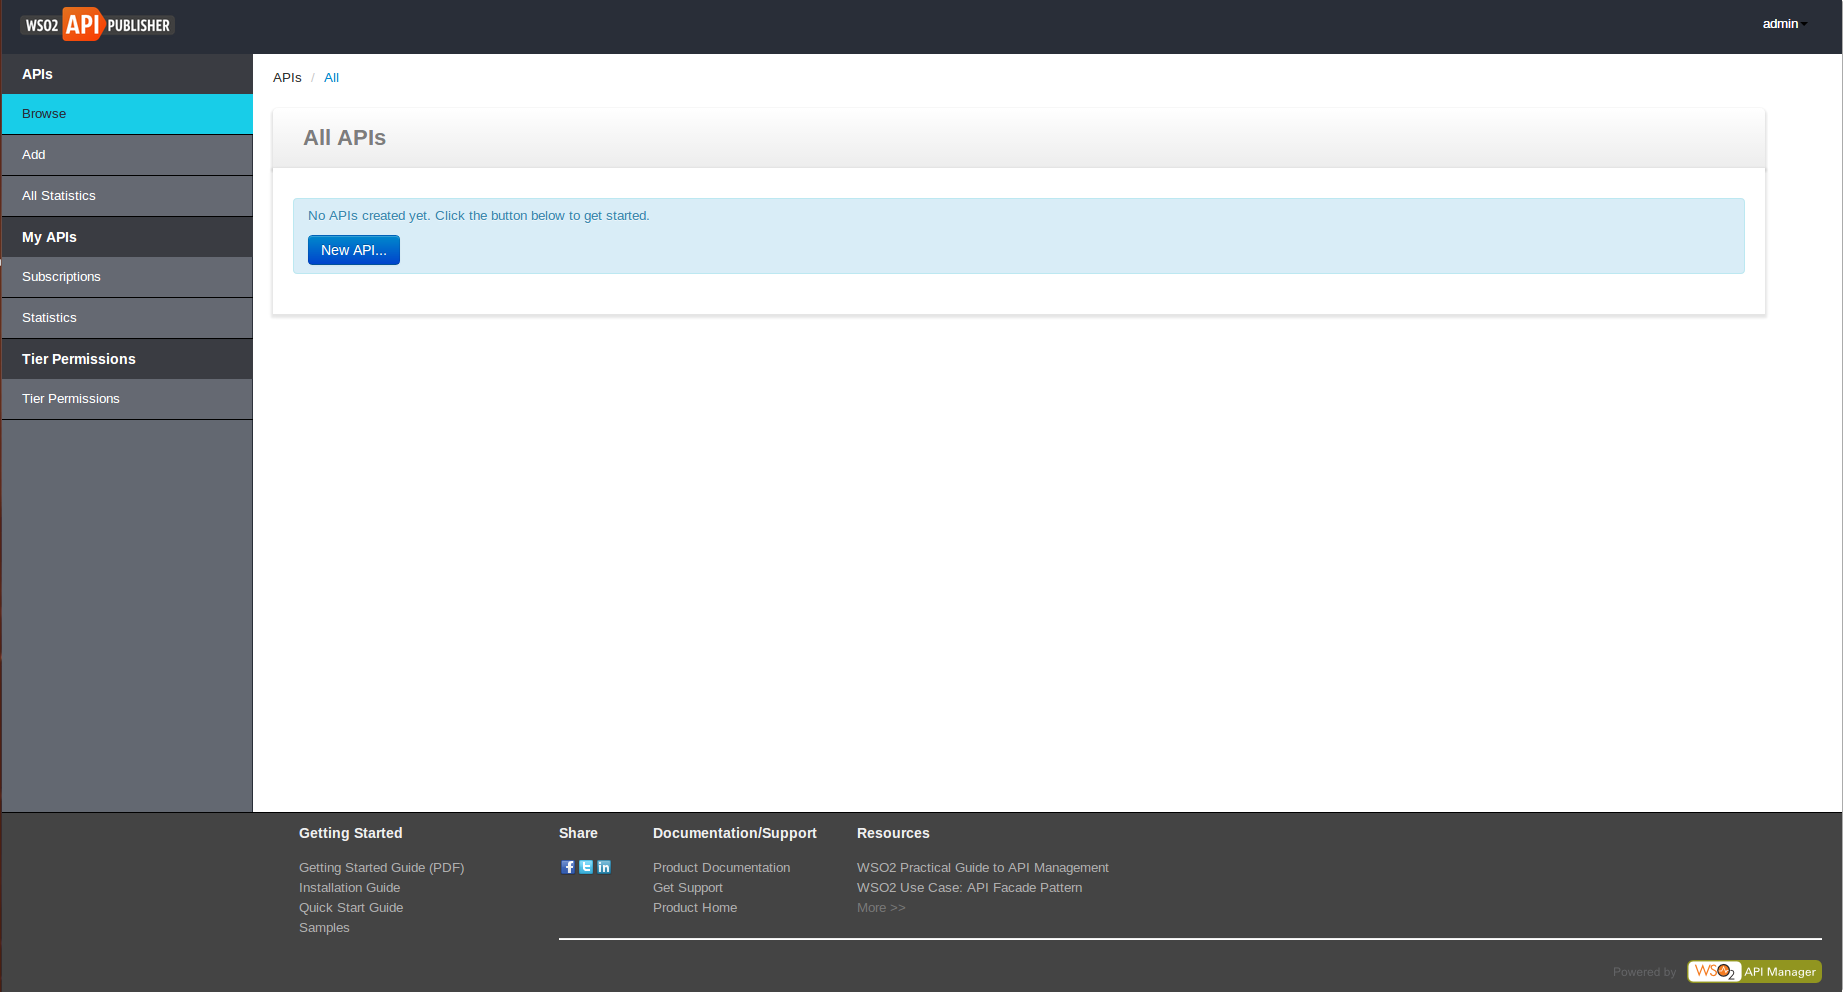 WSO2 API PUBLISHER
admin
APIs
Browse
Add
All Statistics
My APIs
Subscriptions
Statistics
Tier Permissions
Tier Permissions
APIs / All
All APIs
No APIs created yet. Click the button below to get started.
New API...
Getting Started
Getting Started Guide (PDF)
Installation Guide
Quick Start Guide
Samples
Share
Documentation/Support
Product Documentation
Get Support
Product Home
Resources
WSO2 Practical Guide to API Management
WSO2 Use Case: API Facade Pattern
More >>
Powered by WSO2 API Manager